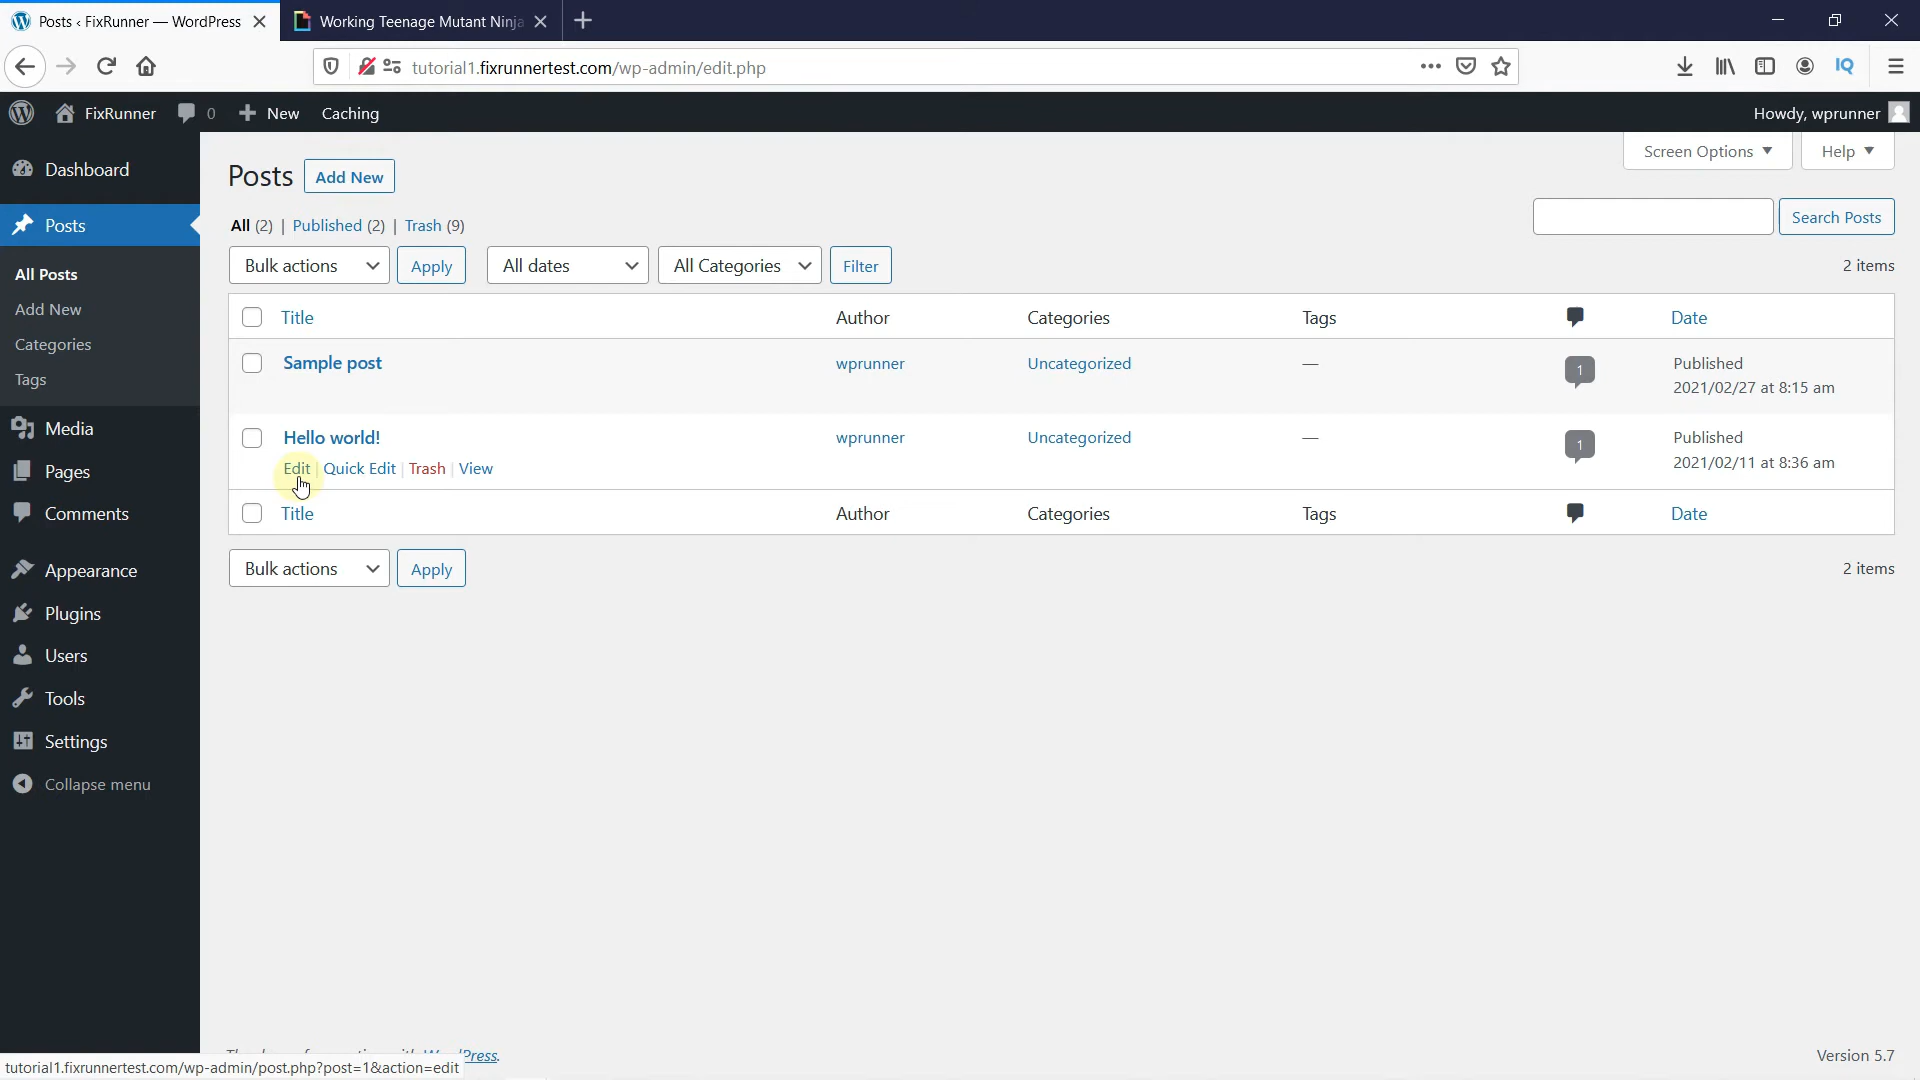 Posts ‹ FixRunner — WordPress
Working Teenage Mutant Ninja
tutorial1.fixrunnertest.com/wp-admin/edit.php
IQ
FixRunner 0 + New Caching
Howdy, wprunner
Dashboard
Posts
All Posts
Add New
Categories
Tags
Media
Pages
Comments
Appearance
Plugins
Users
Tools
Settings
Collapse menu
Screen Options ▼ Help ▼
Posts Add New
All (2) | Published (2) | Trash (9)
Search Posts
Bulk actions Apply All dates All Categories Filter 2 items
Title Author Categories Tags Date
Sample post wprunner Uncategorized — 1 Published
2021/02/27 at 8:15 am
Hello world! wprunner Uncategorized — 1 Published
Edit | Quick Edit | Trash | View 2021/02/11 at 8:36 am
Title Author Categories Tags Date
Bulk actions Apply 2 items
Press.
Version 5.7
tutorial1.fixrunnertest.com/wp-admin/post.php?post=1&action=edit